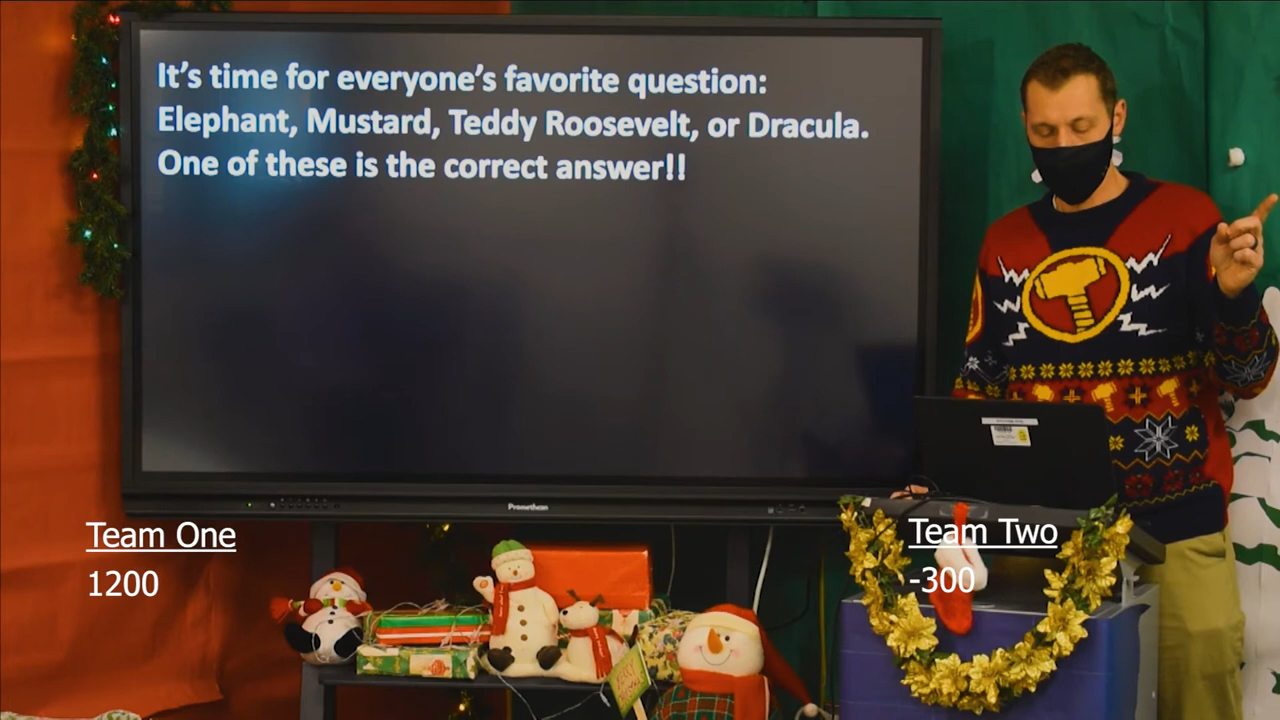 It's time for everyone's favorite question:
Elephant, Mustard, Teddy Roosevelt, or Dracula.
One of these is the correct answer!!
Promethean
Team One
1200
Team Two
-300